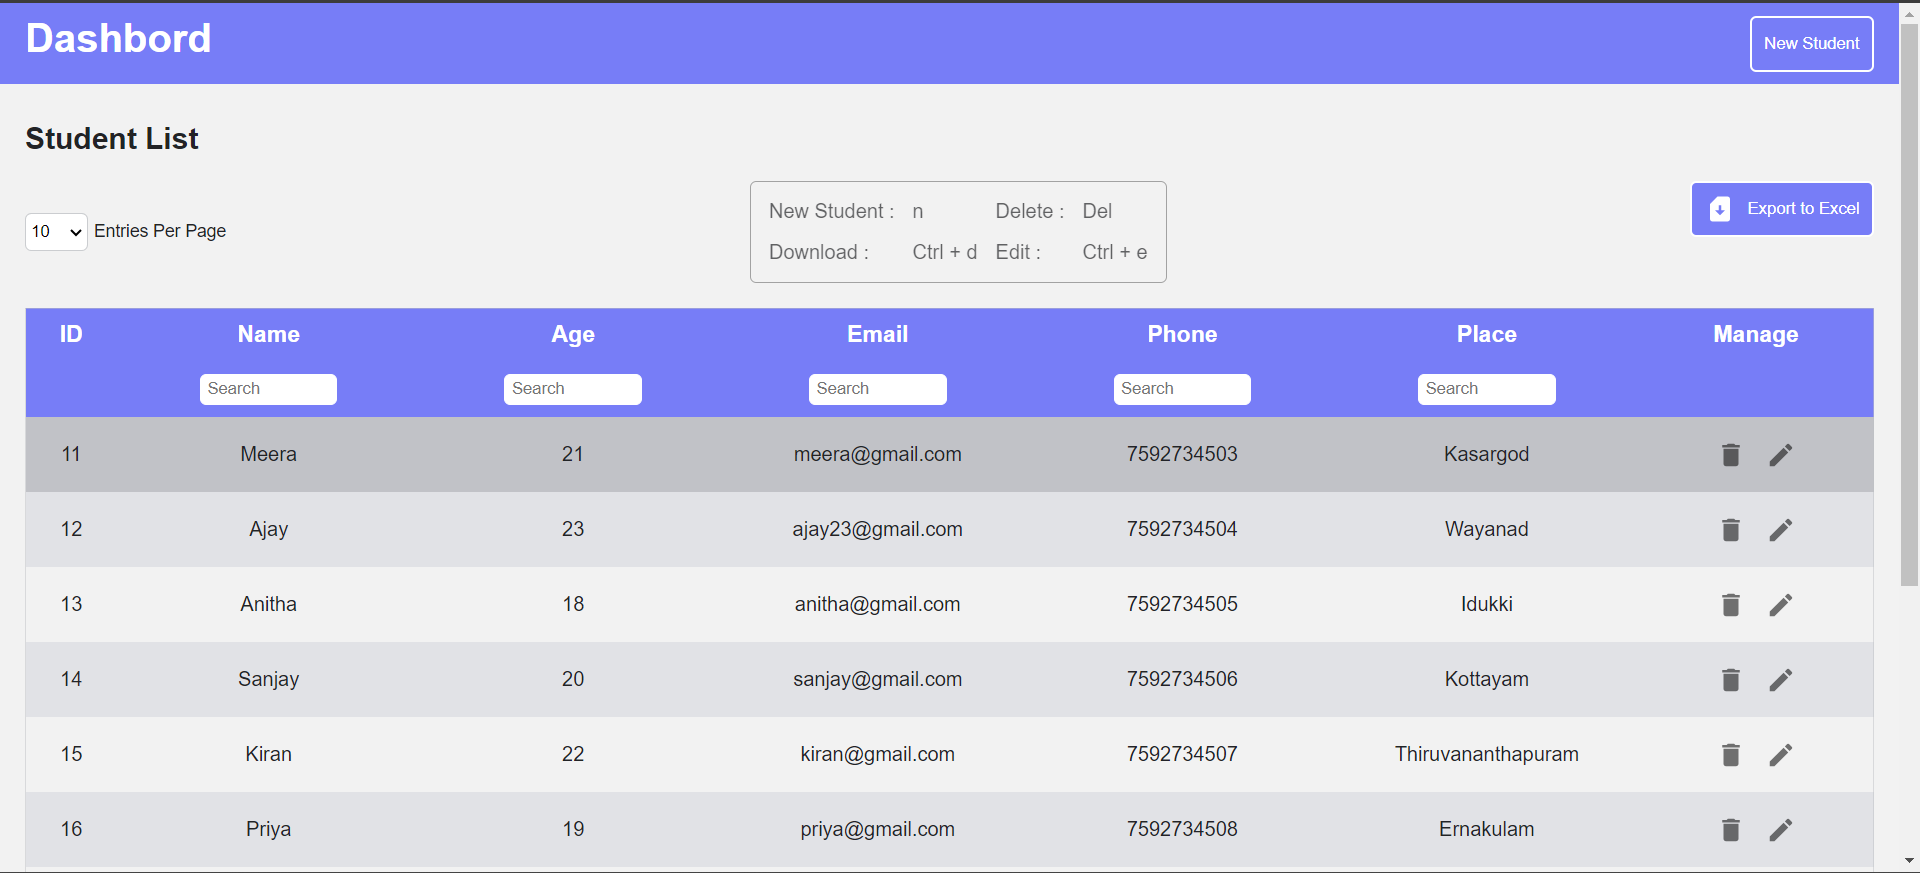 Dashbord
New Student
Student List
10 Entries Per Page
New Student : n Delete : Del
Download : Ctrl + d Edit : Ctrl + e
Export to Excel
ID Name Age Email Phone Place Manage
Search Search Search Search Search
11 Meera 21 meera@gmail.com 7592734503 Kasargod
12 Ajay 23 ajay23@gmail.com 7592734504 Wayanad
13 Anitha 18 anitha@gmail.com 7592734505 Idukki
14 Sanjay 20 sanjay@gmail.com 7592734506 Kottayam
15 Kiran 22 kiran@gmail.com 7592734507 Thiruvananthapuram
16 Priya 19 priya@gmail.com 7592734508 Ernakulam